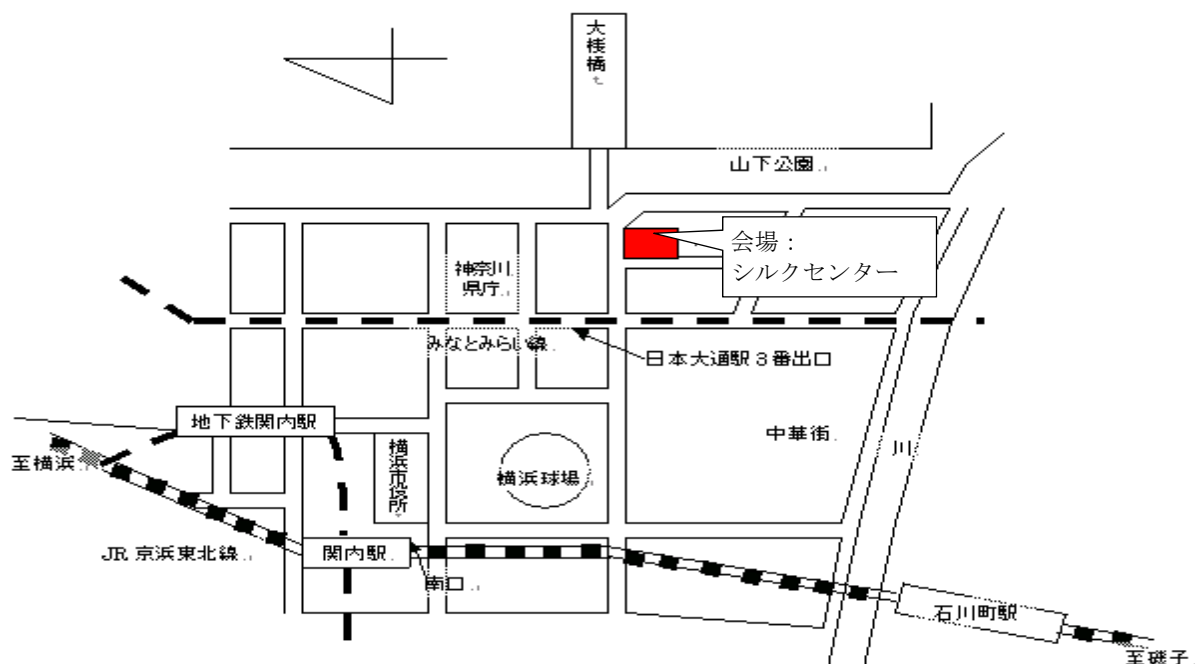 大桟橋
山下公園
会場：
シルクセンター
神奈川
県庁
みなとみらい線
日本大通駅３番出口
地下鉄関内駅
中華街
川
至横浜
横浜市役所
横浜球場
JR 京浜東北線
関内駅
南口
石川町駅
至磯子